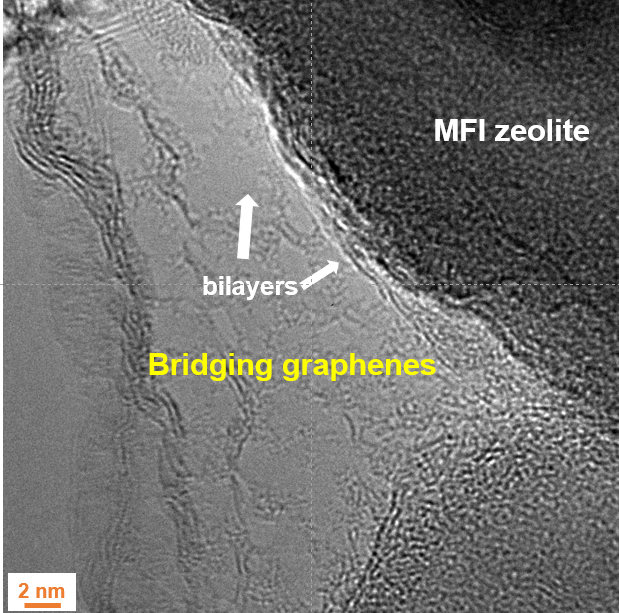 MFI zeolite
bilayers
Bridging graphenes
2 nm